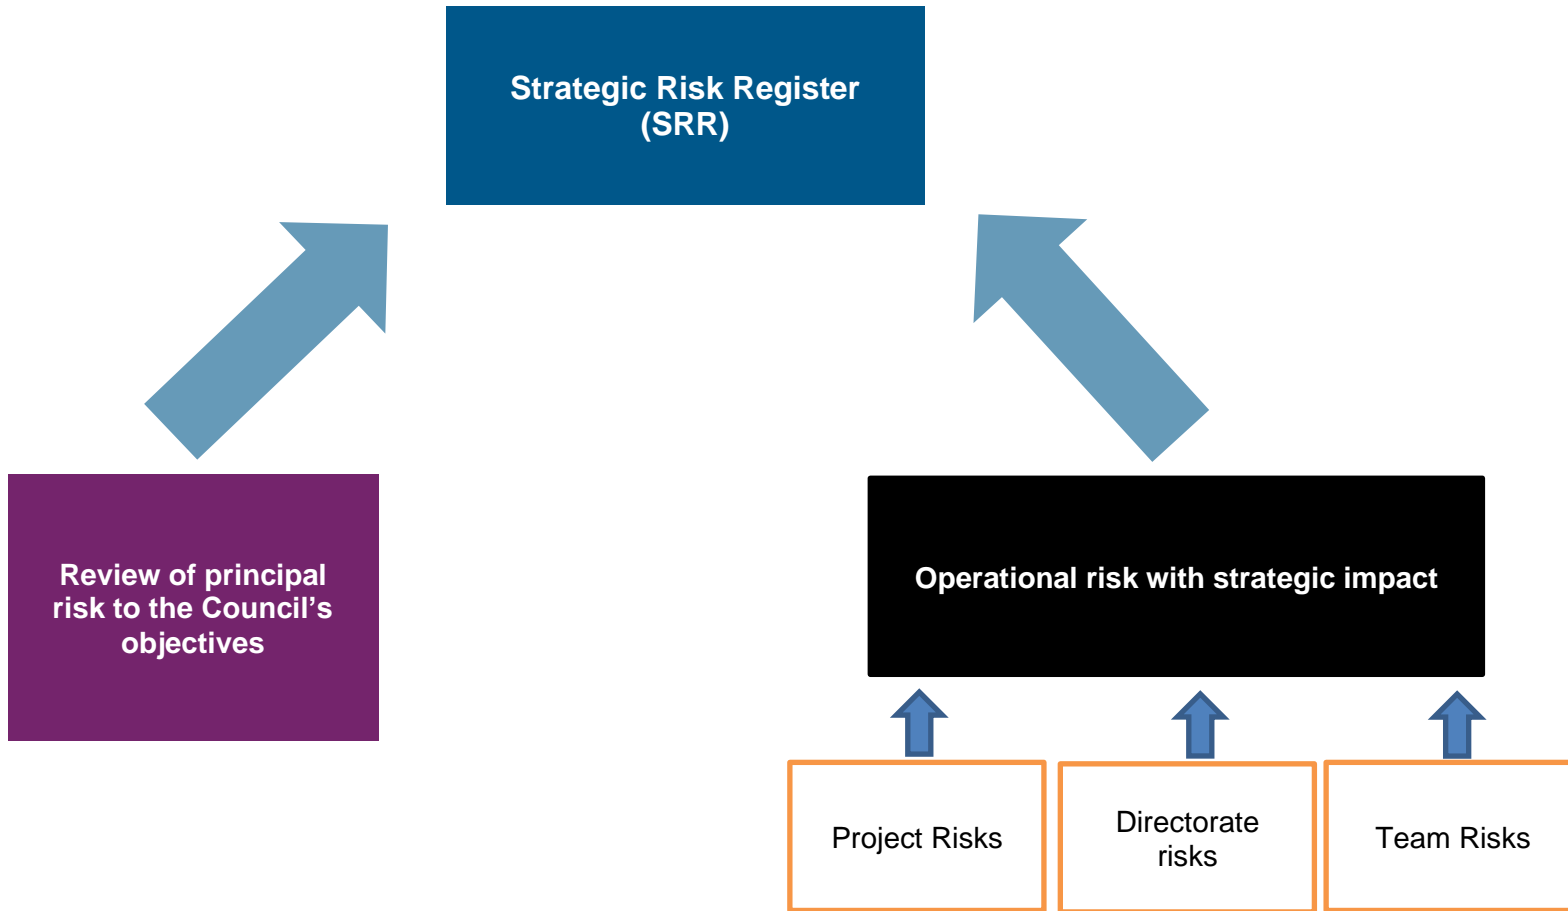 Strategic Risk Register
(SRR)
Review of principal
risk to the Council’s
objectives
Operational risk with strategic impact
Project Risks
Directorate
risks
Team Risks